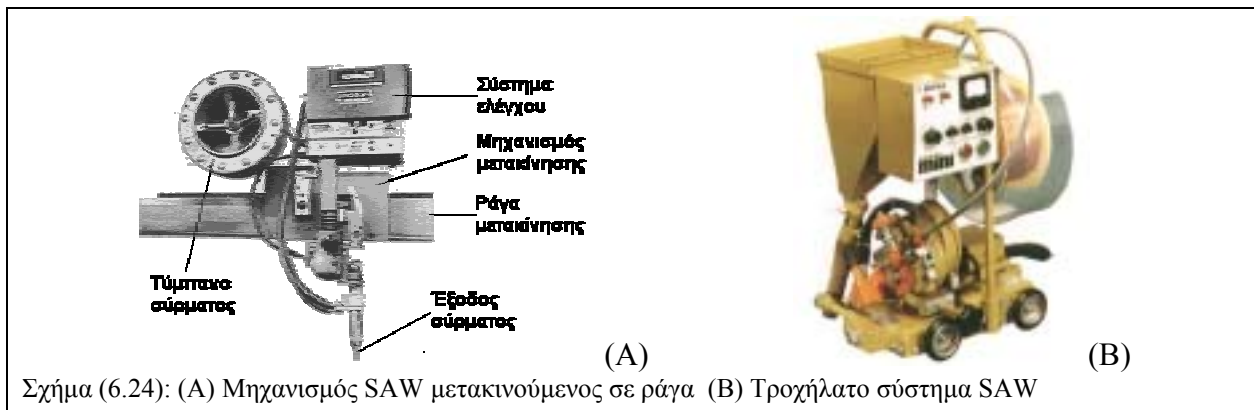 Σύστημα
ελέγχου
Μηχανισμός
μετακίνησης
Ράγα
μετακίνησης
Τύμπανο
σύρματος
Έξοδος
σύρματος
(A)
mini
(B)
Σχήμα (6.24): (A) Μηχανισμός SAW μετακινούμενος σε ράγα (B) Τροχήλατο σύστημα SAW